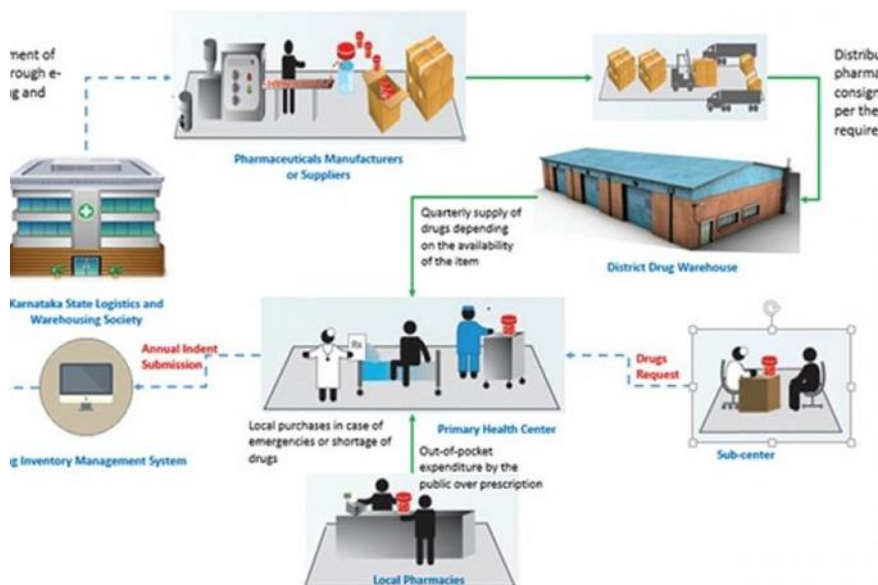 ment of
rough e-
ng and
Pharmaceuticals Manufacturers
or Suppliers
Distribu
pharma
consign
per the
require
Quarterly supply of
drugs depending
on the availability
of the item
District Drug Warehouse
Karnataka State Logistics and
Warehousing Society
Annual Indent
Submission
Rx
Drugs
Request
Primary Health Center
Local purchases in case of
emergencies or shortage of
drugs
Out-of-pocket
expenditure by the
public over prescription
g Inventory Management System
Sub-center
Local Pharmacies